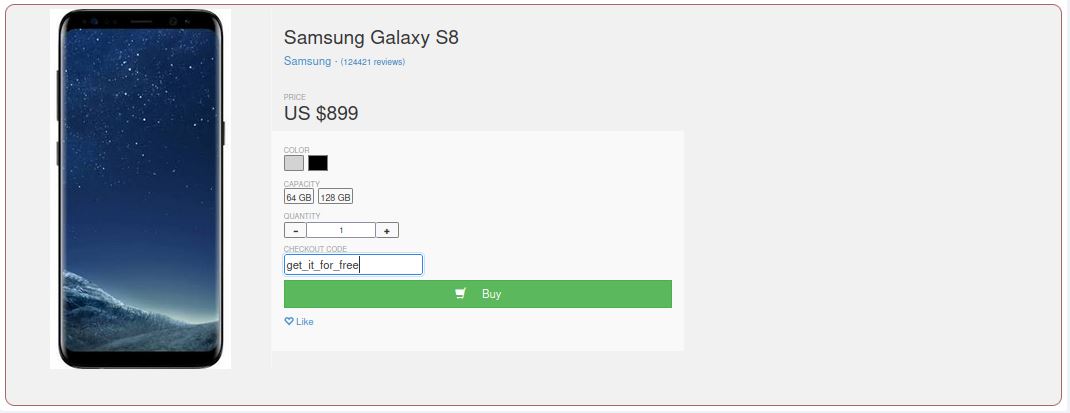 Samsung Galaxy S8
Samsung · (124421 reviews)
PRICE
US $899
COLOR
CAPACITY
64 GB 128 GB
QUANTITY
- 1 +
CHECKOUT CODE
get_it_for_free
Buy
Like